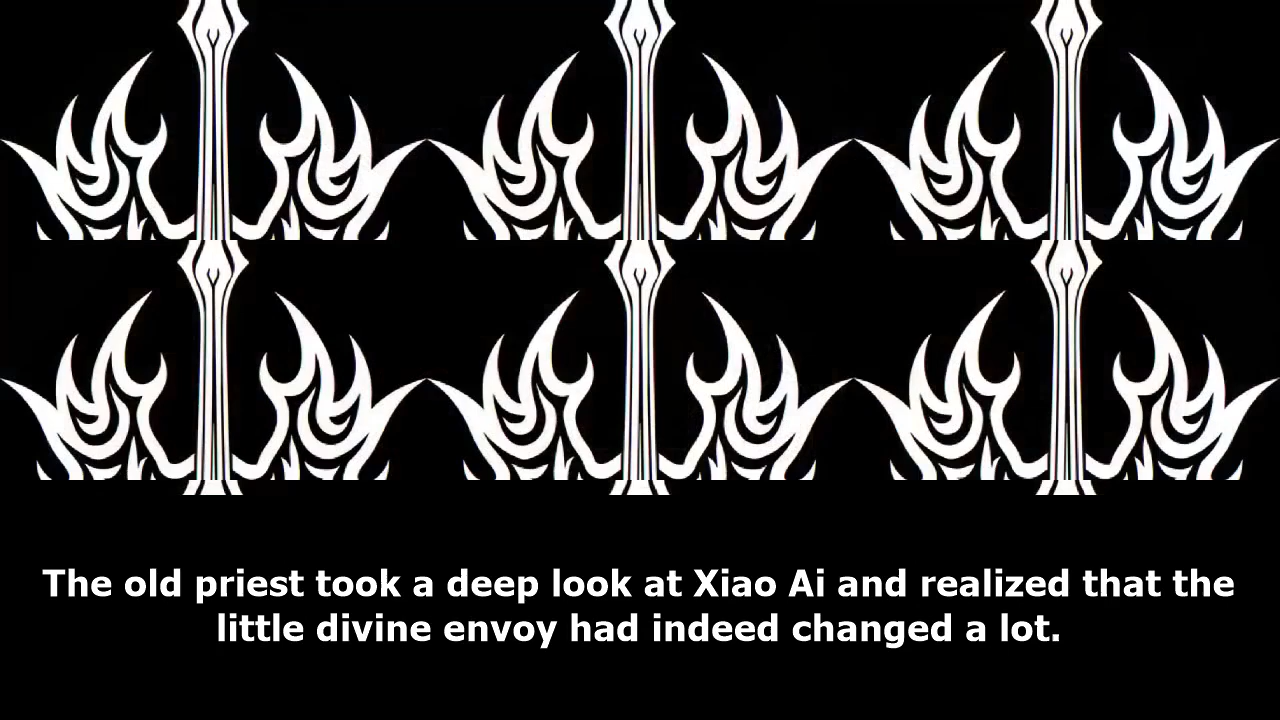 The old priest took a deep look at Xiao Ai and realized that the
little divine envoy had indeed changed a lot.